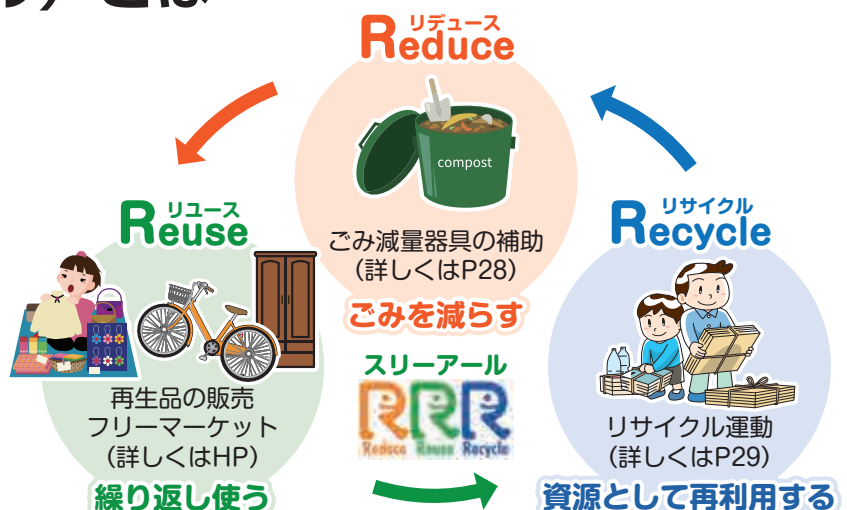 とは
リデュース
Reduce
compost
ごみ減量器具の補助
（詳しくはP28）
ごみを減らす
リユース
Reuse
再生品の販売
フリーマーケット
（詳しくはHP）
繰り返し使う
スリーアール
RRR
Reduce Reuse Recycle
リサイクル
Recycle
リサイクル運動
（詳しくはP29）
資源として再利用する